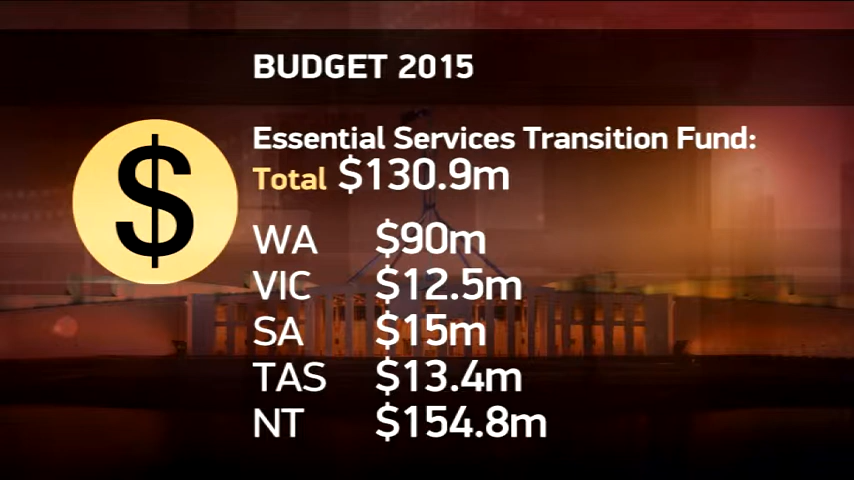 BUDGET 2015
Essential Services Transition Fund:
Total $130.9m
$
WA $90m
VIC $12.5m
SA $15m
TAS $13.4m
NT $154.8m